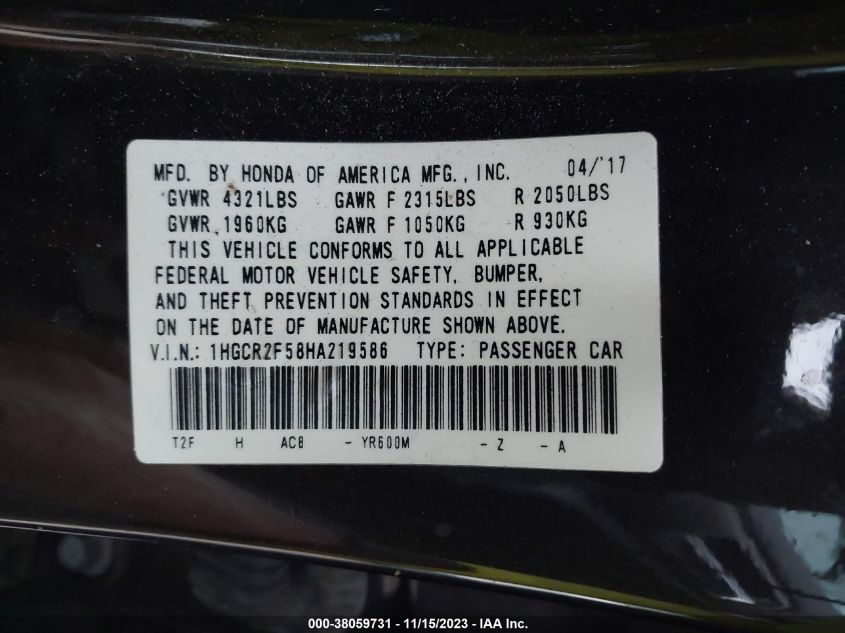 MFD. BY HONDA OF AMERICA MFG., INC. 04/'17
GVWR 4321LBS GAWR F 2315LBS R 2050LBS
GVWR 1960KG GAWR F 1050KG R 930KG
THIS VEHICLE CONFORMS TO ALL APPLICABLE
FEDERAL MOTOR VEHICLE SAFETY, BUMPER,
AND THEFT PREVENTION STANDARDS IN EFFECT
ON THE DATE OF MANUFACTURE SHOWN ABOVE.
V.I.N.: 1HGCR2F58HA219586 TYPE: PASSENGER CAR
T2F H AC8 - YR600M - Z - A
000-38059731 - 11/15/2023 - IAA Inc.